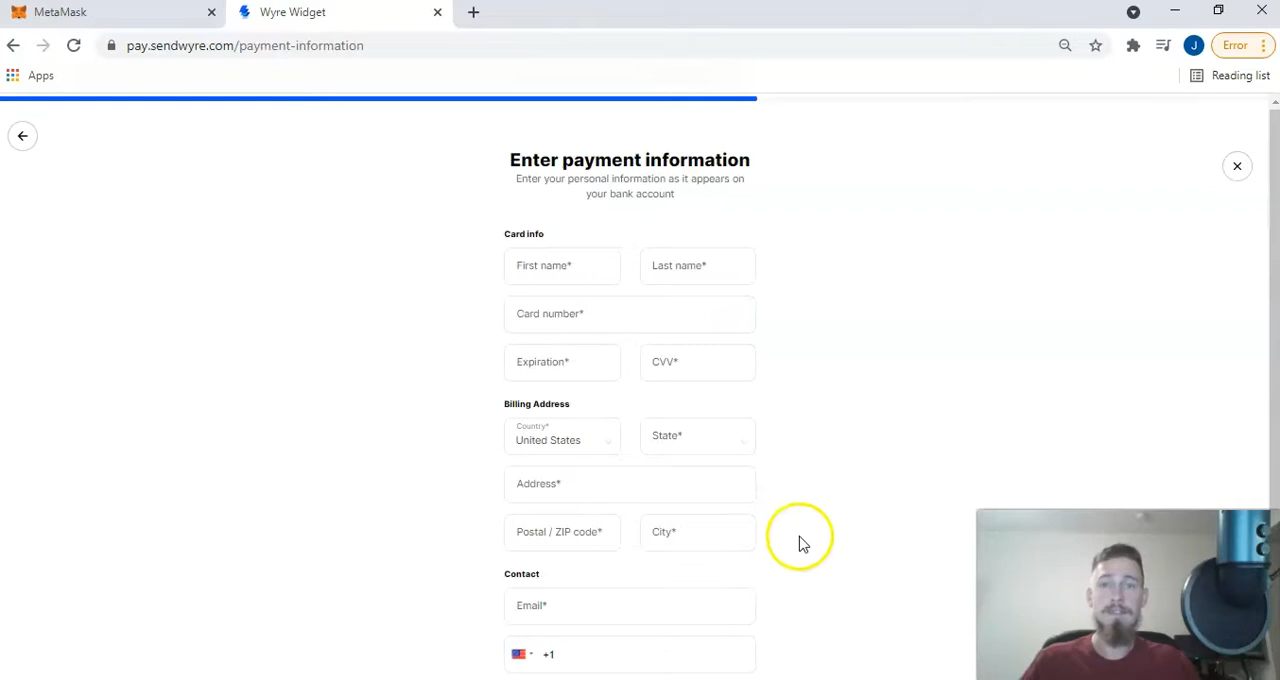 MetaMask
Wyre Widget
pay.sendwyre.com/payment-information
J
Error
Apps
Reading list
Enter payment information
Enter your personal information as it appears on
your bank account
Card info
First name*
Last name*
Card number*
Expiration*
CVV*
Billing Address
Country*
United States
State*
Address*
Postal / ZIP code*
City*
Contact
Email*
+1